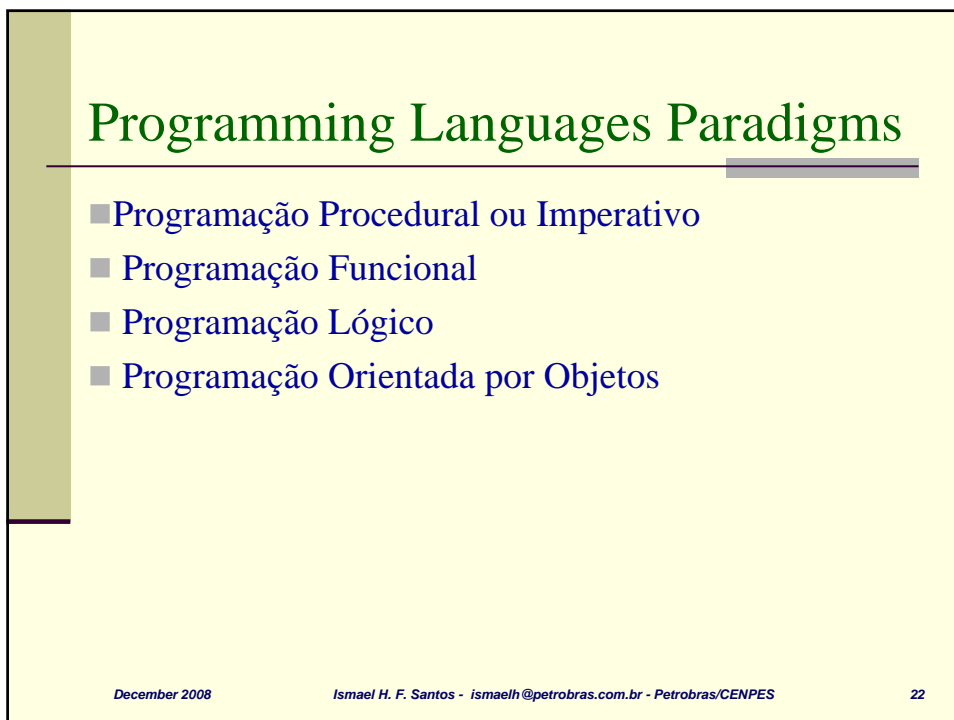 Programming Languages Paradigms
Programação Procedural ou Imperativo
Programação Funcional
Programação Lógico
Programação Orientada por Objetos
December 2008 Ismael H. F. Santos - ismaelh@petrobras.com.br - Petrobras/CENPES 22